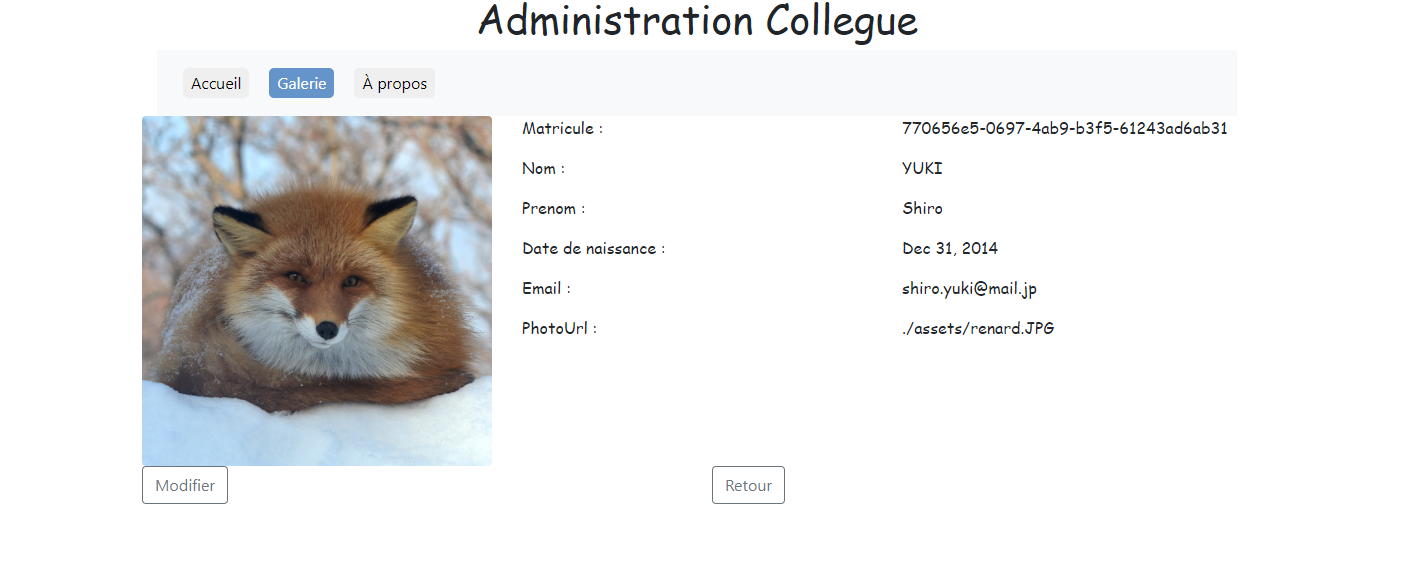 Administration Collegue
Accueil Galerie À propos
Matricule : 770656e5-0697-4ab9-b3f5-61243ad6ab31
Nom : YUKI
Prenom : Shiro
Date de naissance : Dec 31, 2014
Email : shiro.yuki@mail.jp
PhotoUrl : ./assets/renard.JPG
Modifier Retour